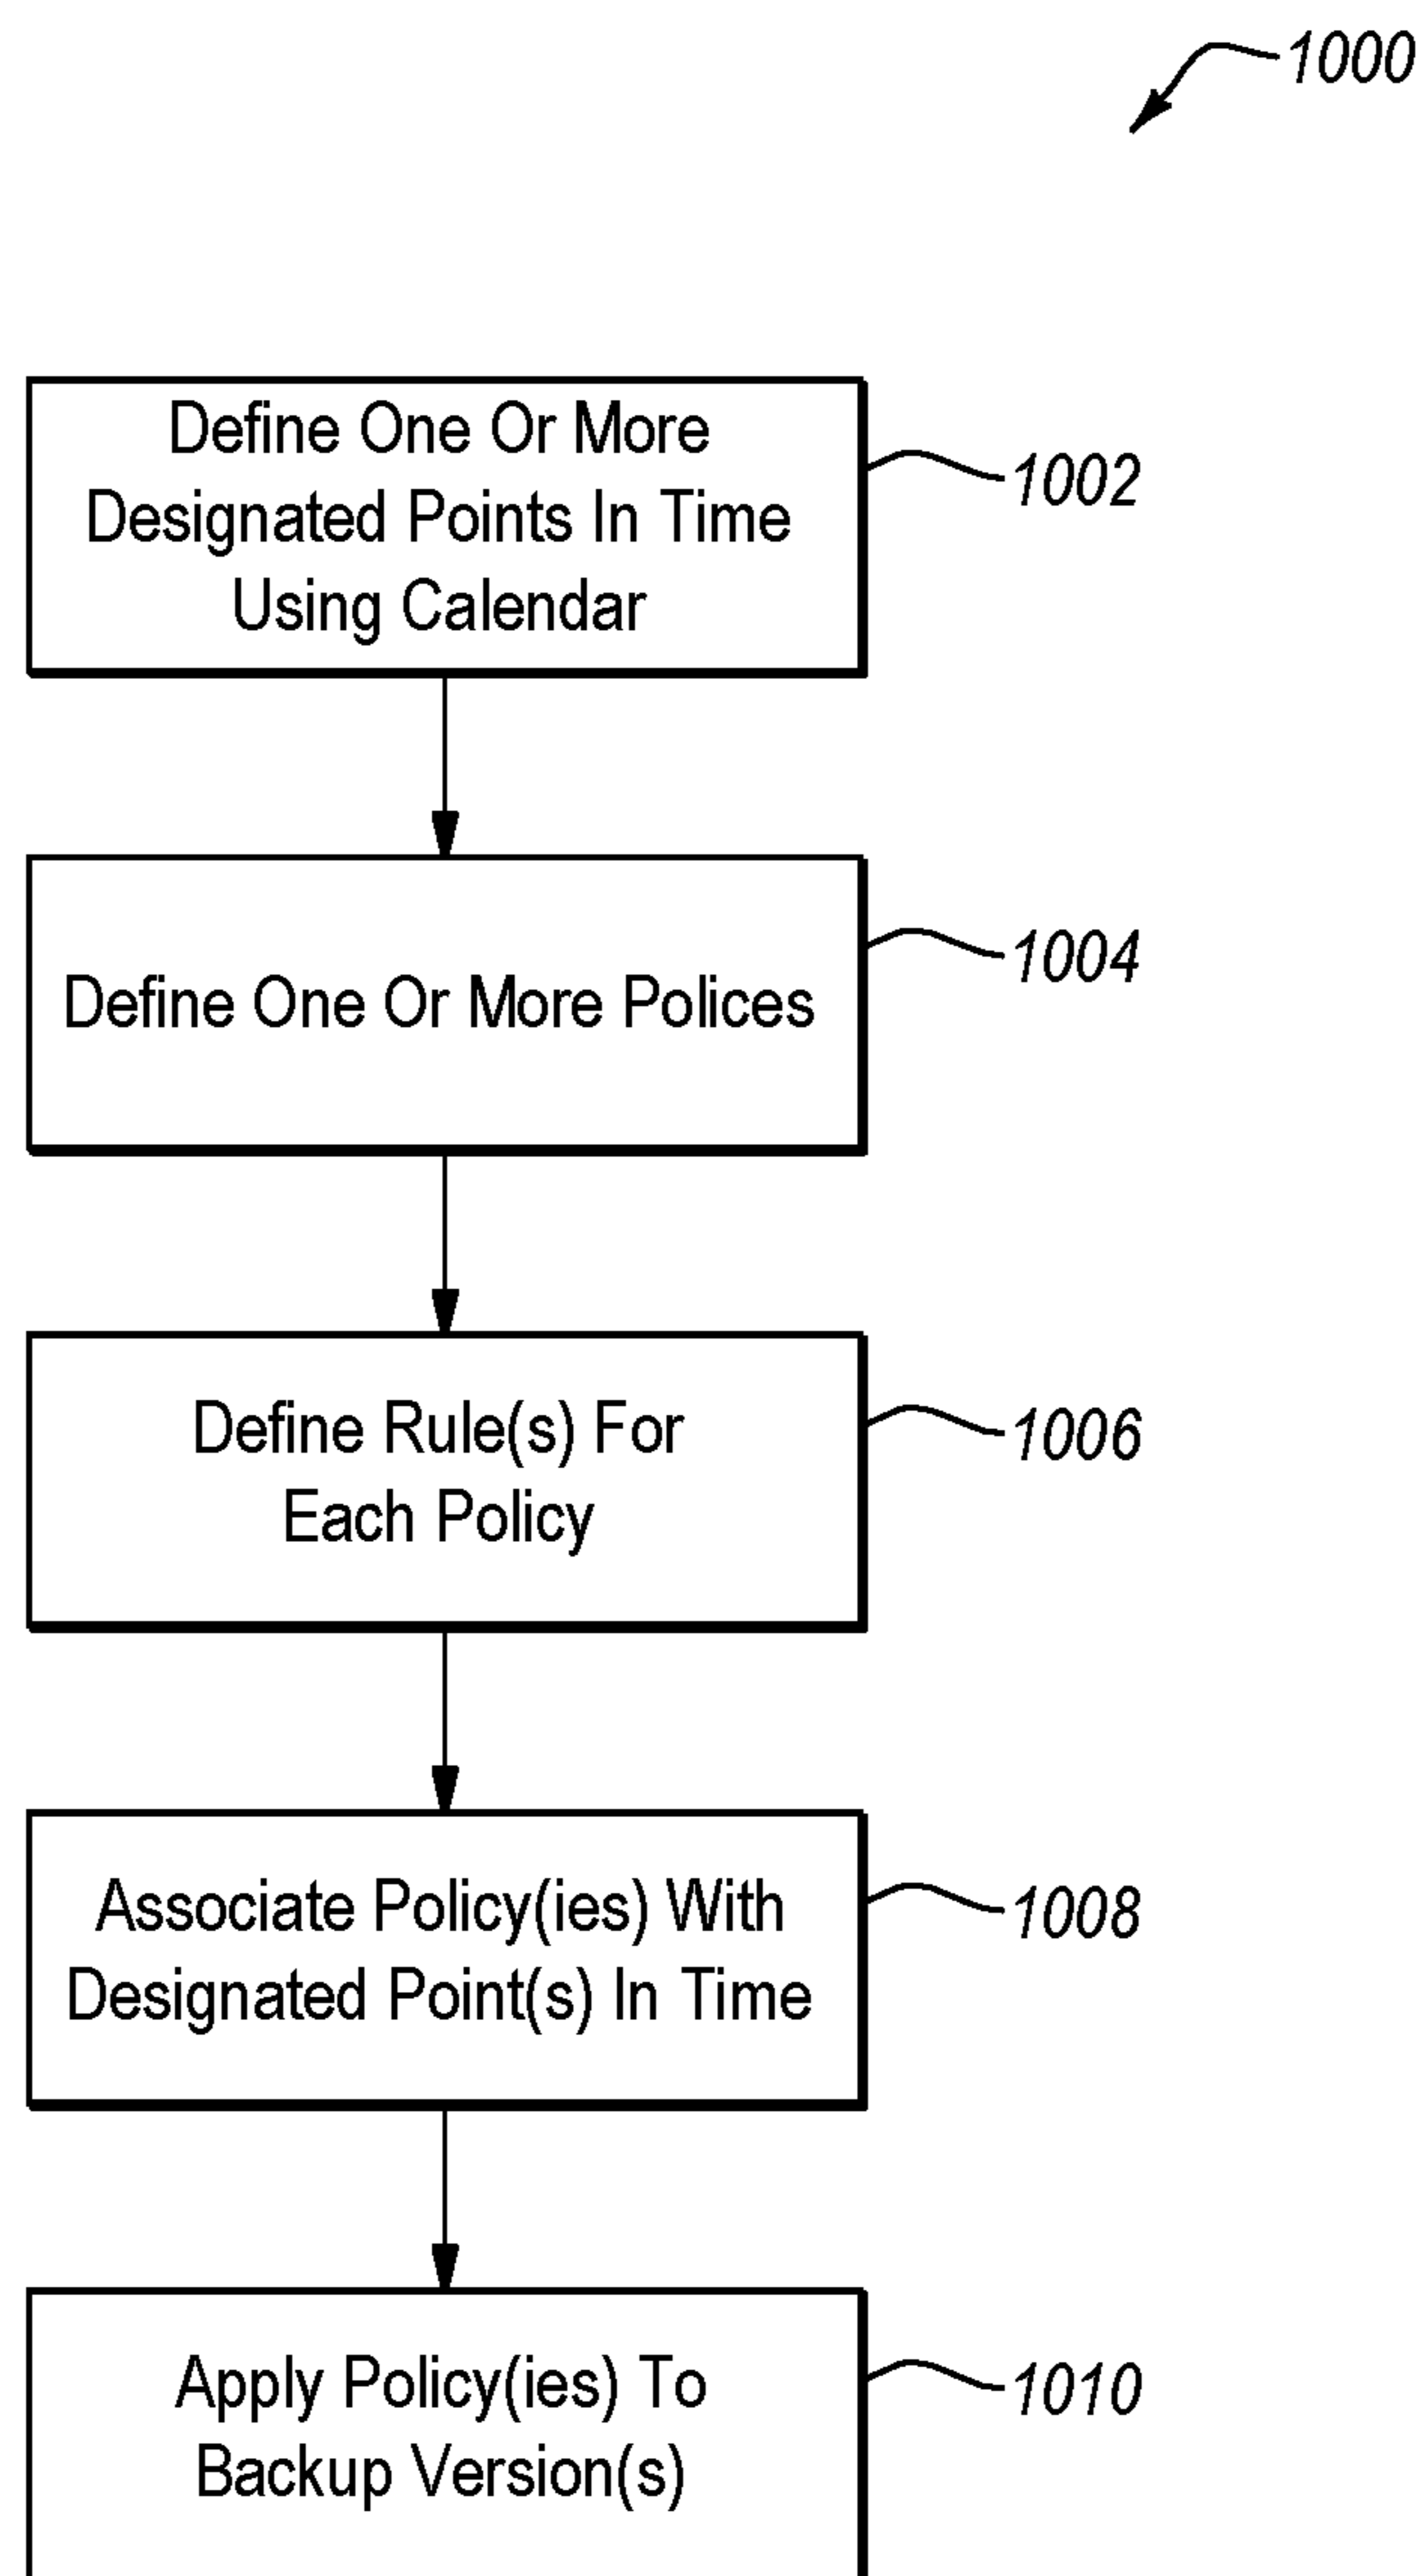 1000
Define One Or More
Designated Points In Time
Using Calendar
1002
Define One Or More Polices
1004
Define Rule(s) For
Each Policy
1006
Associate Policy(ies) With
Designated Point(s) In Time
1008
Apply Policy(ies) To
Backup Version(s)
1010